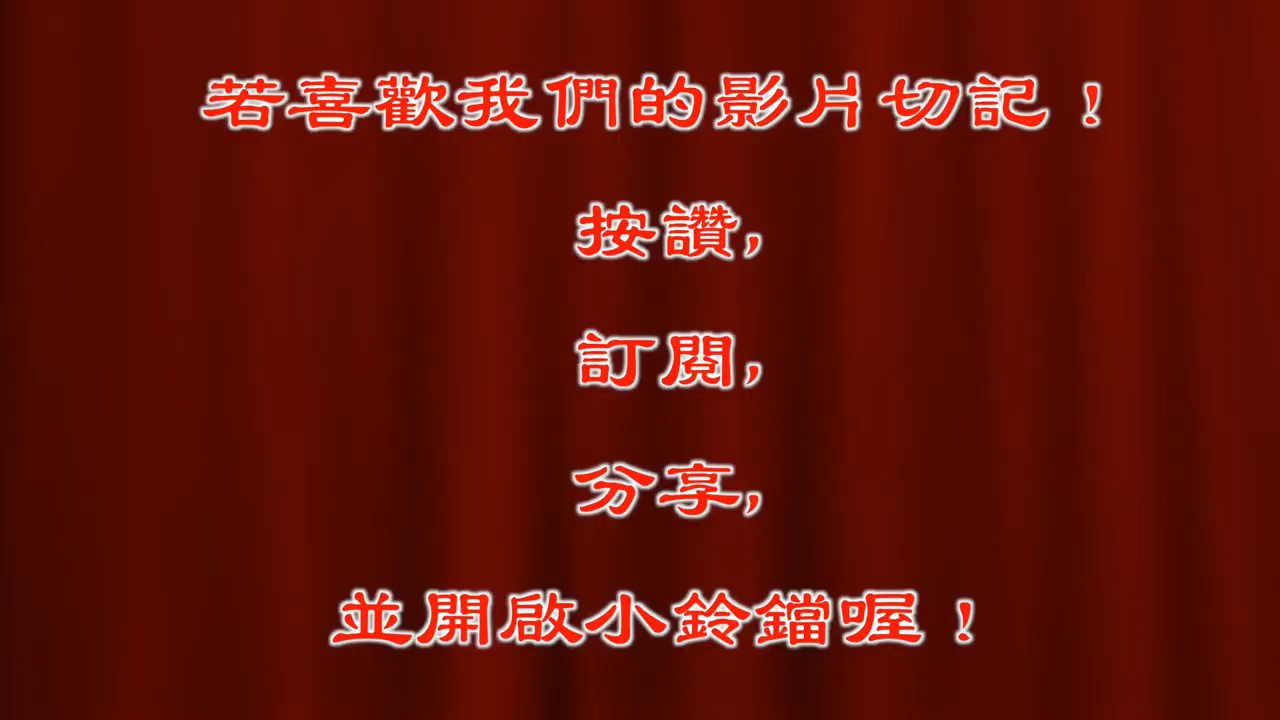 若喜歡我們的影片切記！
按讚,
訂閱,
分享,
並開啟小鈴鐺喔！